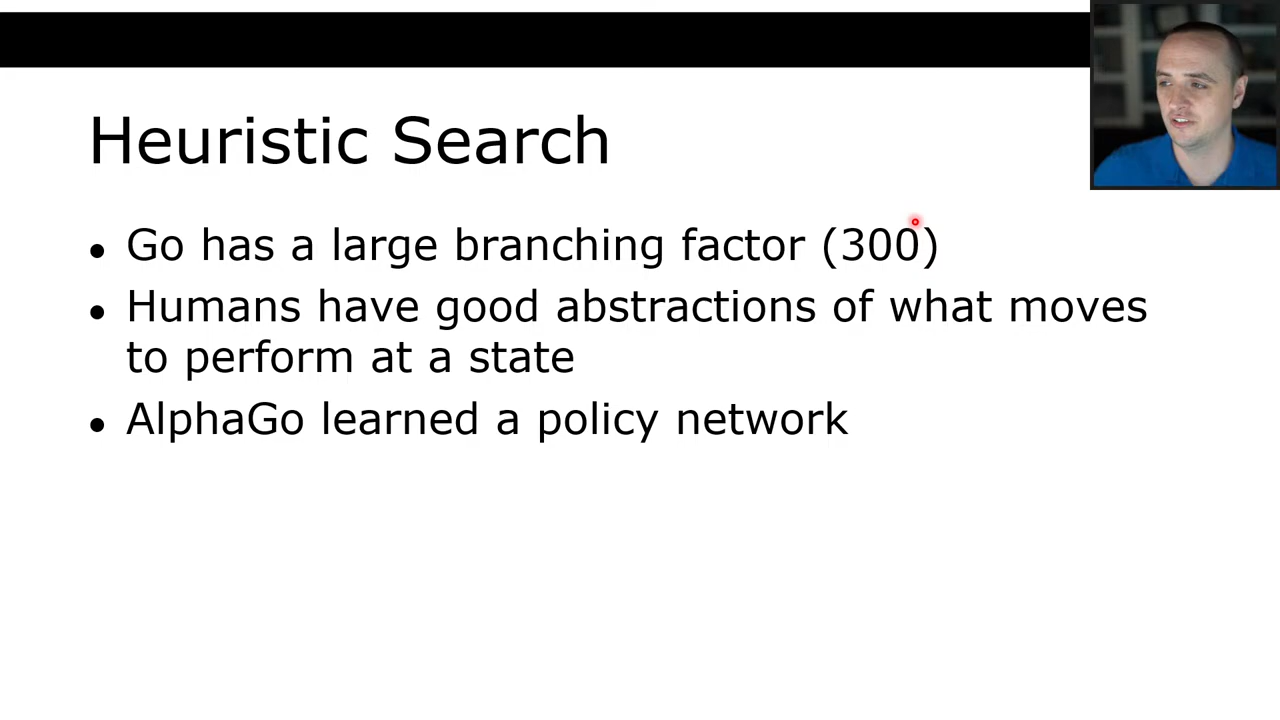 Heuristic Search
• Go has a large branching factor (300)
• Humans have good abstractions of what moves
to perform at a state
• AlphaGo learned a policy network